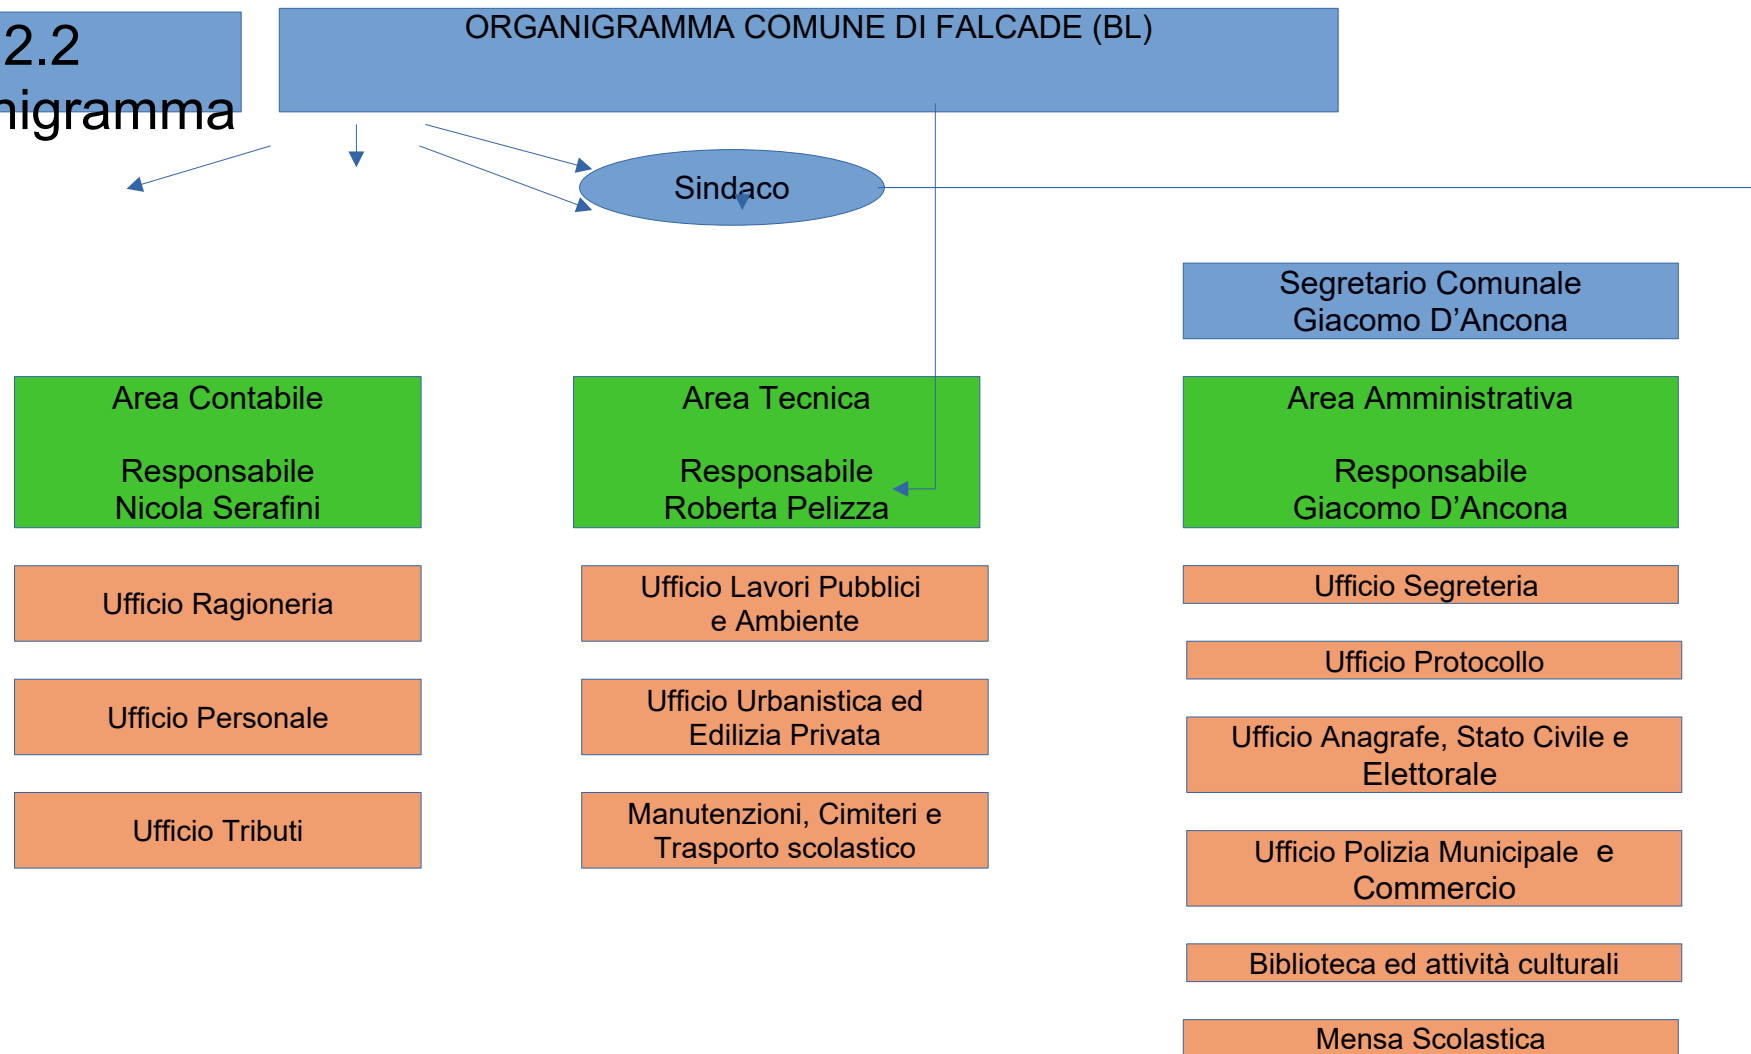 2.2
nigramma
ORGANIGRAMMA COMUNE DI FALCADE (BL)
Sindaco
Segretario Comunale
Giacomo D’Ancona
Area Contabile
Responsabile
Nicola Serafini
Area Tecnica
Responsabile
Roberta Pelizza
Area Amministrativa
Responsabile
Giacomo D’Ancona
Ufficio Ragioneria
Ufficio Personale
Ufficio Tributi
Ufficio Lavori Pubblici
e Ambiente
Ufficio Urbanistica ed
Edilizia Privata
Manutenzioni, Cimiteri e
Trasporto scolastico
Ufficio Segreteria
Ufficio Protocollo
Ufficio Anagrafe, Stato Civile e
Elettorale
Ufficio Polizia Municipale e
Commercio
Biblioteca ed attività culturali
Mensa Scolastica